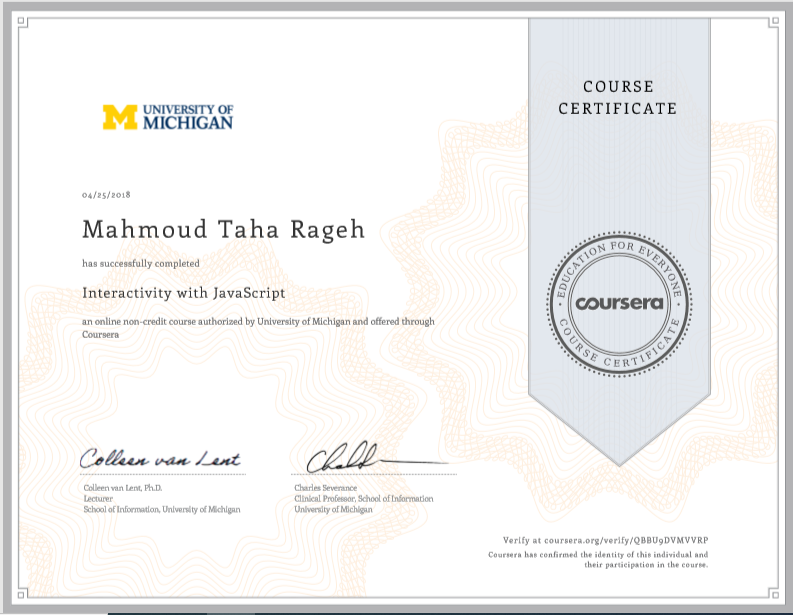 UNIVERSITY OF
MICHIGAN
COURSE
CERTIFICATE
04/25/2018
Mahmoud Taha Rageh
has successfully completed
Interactivity with JavaScript
an online non-credit course authorized by University of Michigan and offered through
Coursera
EDUCATION FOR EVERYONE
coursera
COURSE CERTIFICATE
Colleen van Lent
Colleen van Lent, Ph.D.
Lecturer
School of Information, University of Michigan
Charles Severance
Clinical Professor, School of Information
University of Michigan
Verify at coursera.org/verify/QBBU9DVMVVRP
Coursera has confirmed the identity of this individual and
their participation in the course.